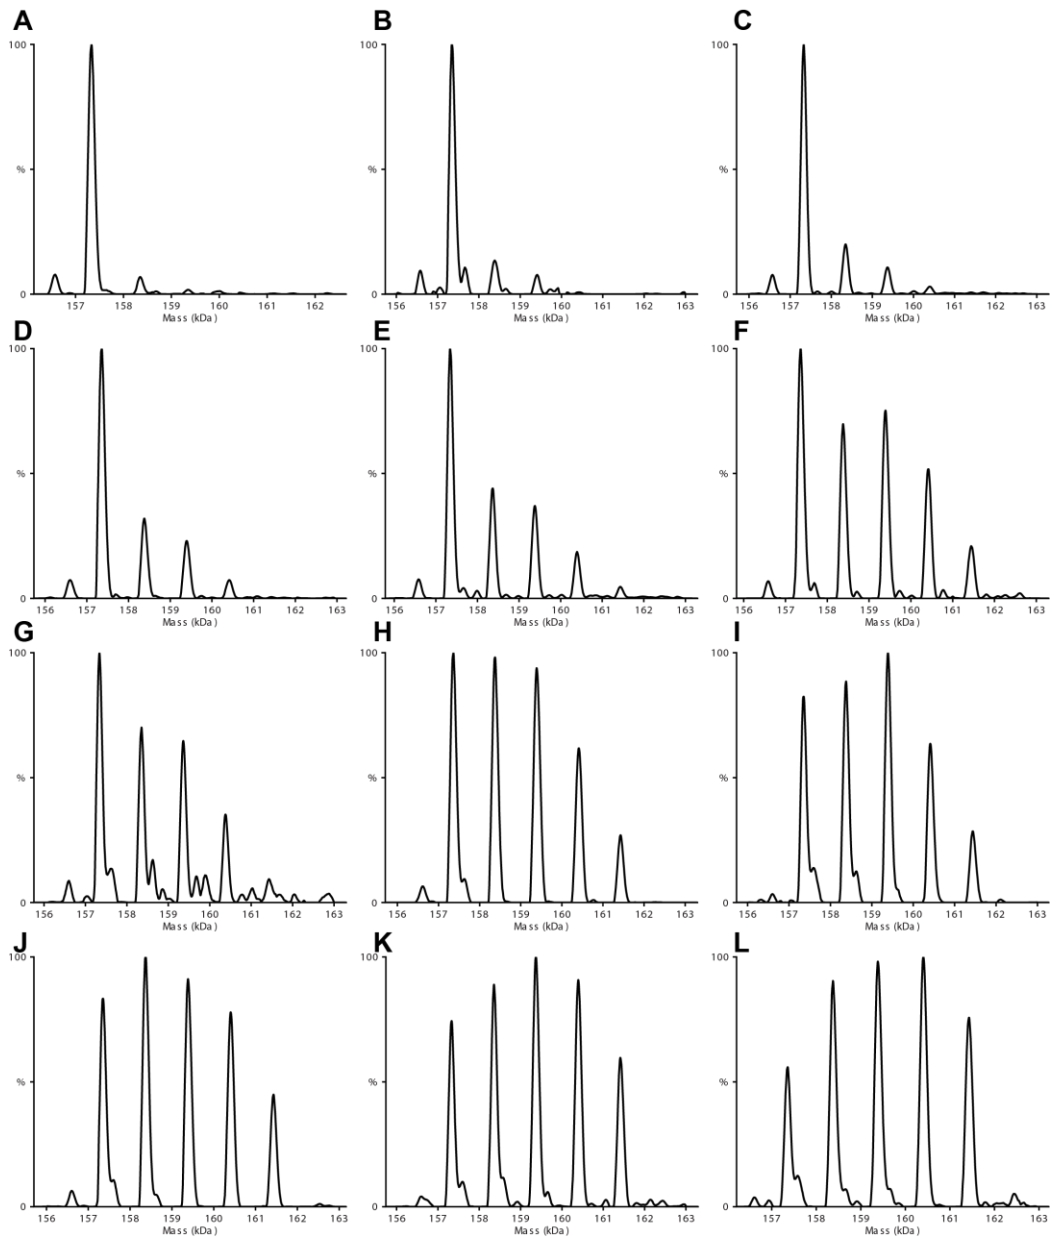 A B C
100 100 100
% % %
0 0 0
157 158 159 160 161 162 156 157 158 159 160 161 162 163 156 157 158 159 160 161 162 163
Mass (kDa) Mass (kDa) Mass (kDa)
D E F
100 100 100
% % %
0 0 0
156 157 158 159 160 161 162 163 156 157 158 159 160 161 162 163 156 157 158 159 160 161 162 163
Mass (kDa) Mass (kDa) Mass (kDa)
G H I
100 100 100
% % %
0 0 0
156 157 158 159 160 161 162 163 156 157 158 159 160 161 162 163 156 157 158 159 160 161 162 163
Mass (kDa) Mass (kDa) Mass (kDa)
J K L
100 100 100
% % %
0 0 0
156 157 158 159 160 161 162 163 156 157 158 159 160 161 162 163 157 158 159 160 161 162 163
Mass (kDa) Mass (kDa) Mass (kDa)